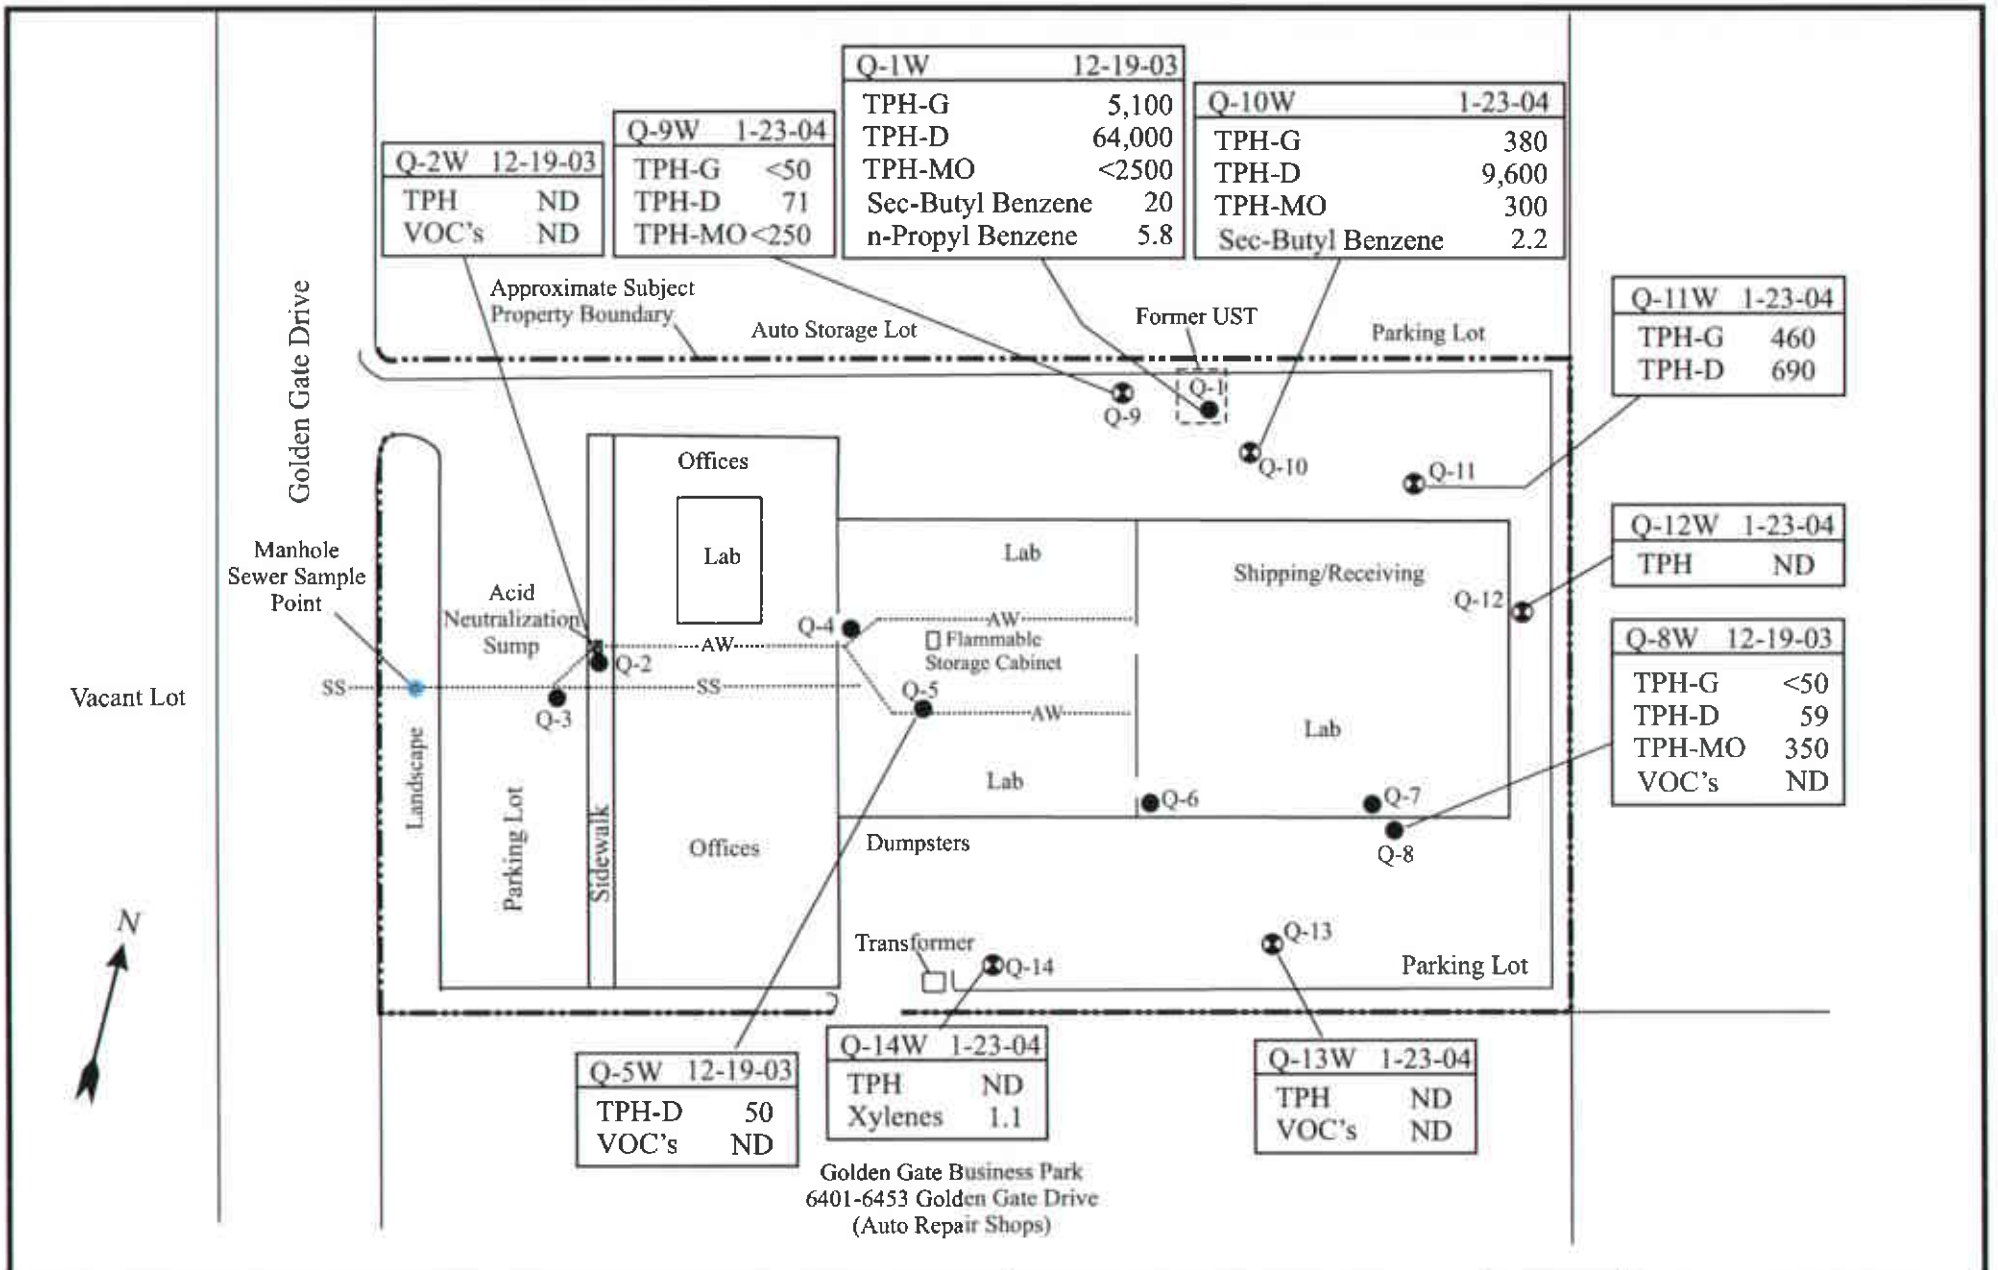 Q-1W 12-19-03
TPH-G 5,100
TPH-D 64,000
TPH-MO <2500
Sec-Butyl Benzene 20
n-Propyl Benzene 5.8
Q-10W 1-23-04
TPH-G 380
TPH-D 9,600
TPH-MO 300
Sec-Butyl Benzene 2.2
Q-9W 1-23-04
TPH-G <50
TPH-D 71
TPH-MO <250
Q-2W 12-19-03
TPH ND
VOC's ND
Approximate Subject
Property Boundary
Auto Storage Lot
Former UST
Parking Lot
Q-11W 1-23-04
TPH-G 460
TPH-D 690
Golden Gate Drive
Q-1
Q-9
Q-10
Q-11
Offices
Lab
Lab
Shipping/Receiving
Q-12W 1-23-04
TPH ND
Manhole
Sewer Sample
Point
Acid
Neutralization
Sump
Q-4
AW
Q-12
AW
Flammable
Storage Cabinet
Q-2
Q-8W 12-19-03
TPH-G <50
TPH-D 59
TPH-MO 350
VOC's ND
Vacant Lot
SS
SS
Q-5
Q-3
AW
Lab
Landscape
Parking Lot
Sidewalk
Lab
Q-6
Q-7
Offices
Dumpsters
Q-8
N
Transformer
Q-14
Q-13
Parking Lot
Q-5W 12-19-03
TPH-D 50
VOC's ND
Q-14W 1-23-04
TPH ND
Xylenes 1.1
Q-13W 1-23-04
TPH ND
VOC's ND
Golden Gate Business Park
6401-6453 Golden Gate Drive
(Auto Repair Shops)